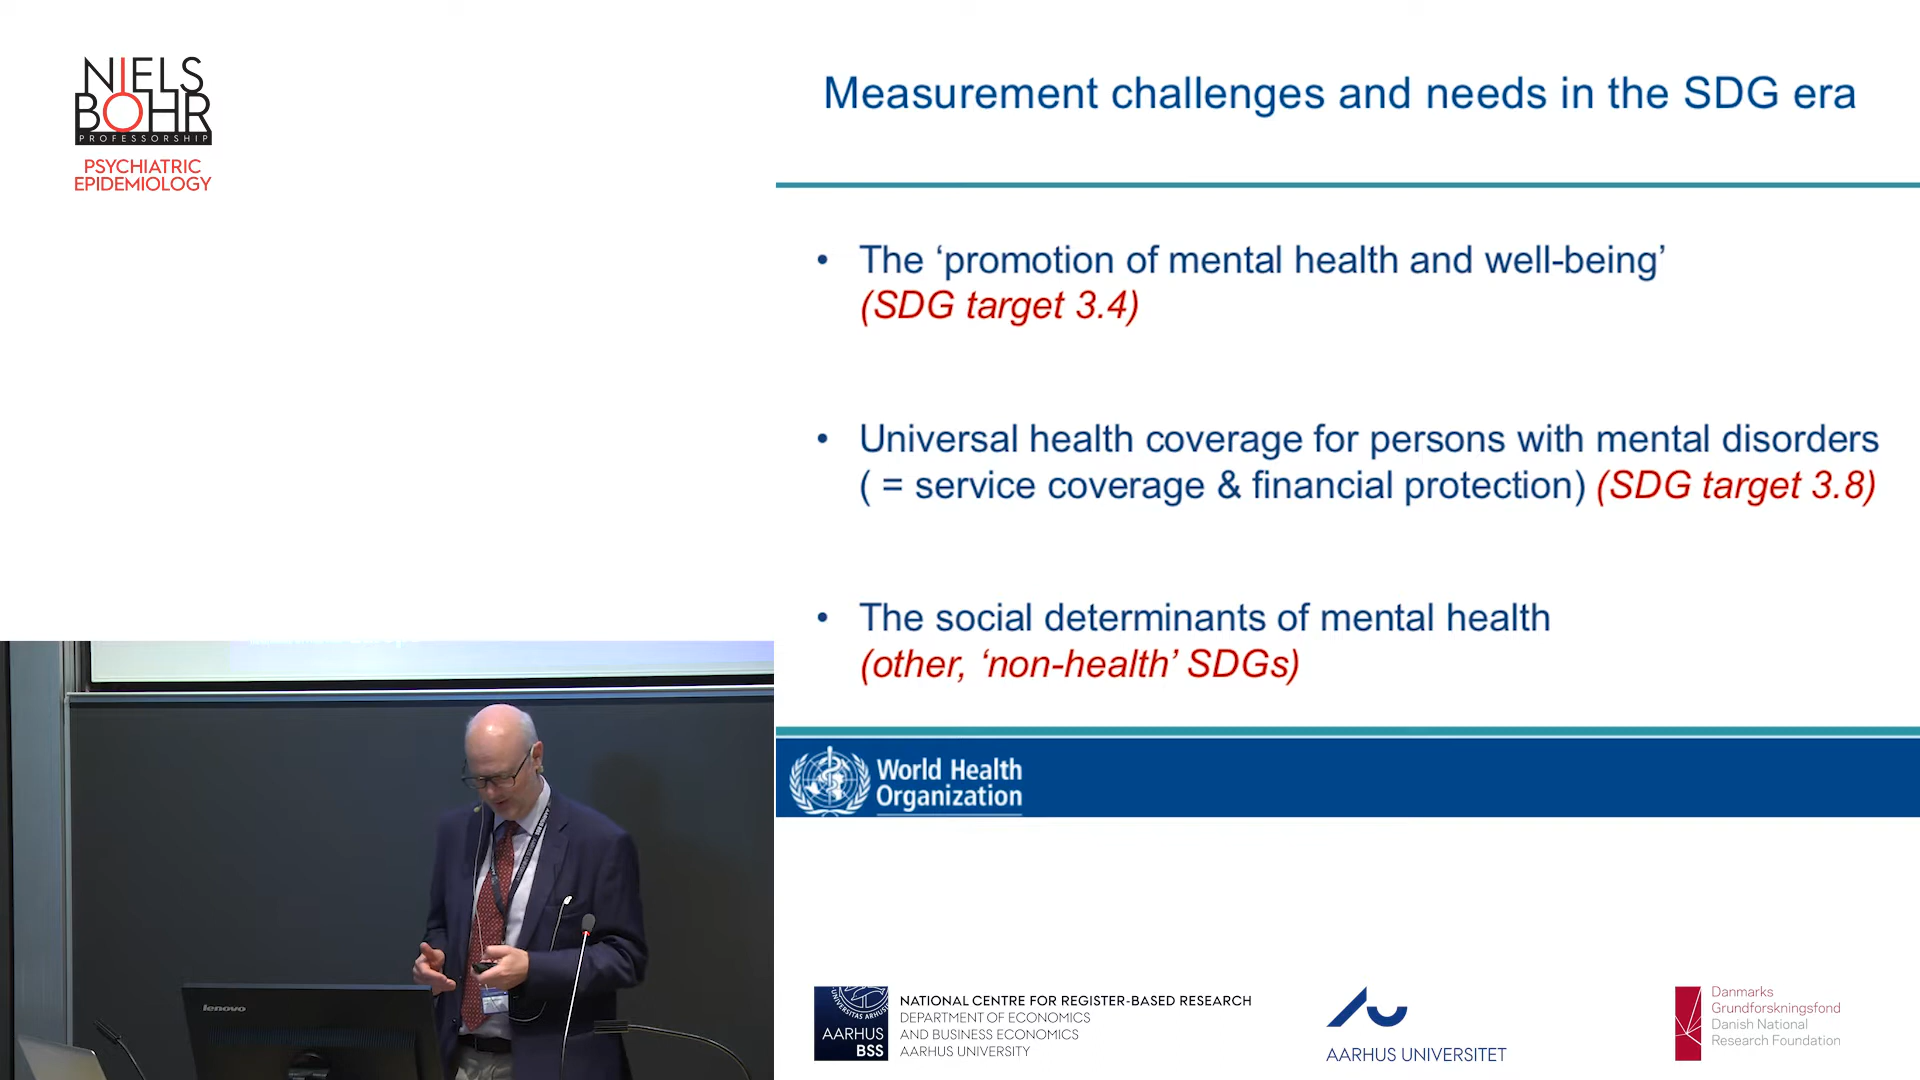 NIELS
BOHR
PROFESSORSHIP
PSYCHIATRIC
EPIDEMIOLOGY
Measurement challenges and needs in the SDG era
• The ‘promotion of mental health and well-being’
(SDG target 3.4)
• Universal health coverage for persons with mental disorders
( = service coverage & financial protection) (SDG target 3.8)
• The social determinants of mental health
(other, ‘non-health’ SDGs)
World Health
Organization
lenovo
AARHUS
BSS
NATIONAL CENTRE FOR REGISTER-BASED RESEARCH
DEPARTMENT OF ECONOMICS
AND BUSINESS ECONOMICS
AARHUS UNIVERSITY
AARHUS UNIVERSITET
Danmarks
Grundforskningsfond
Danish National
Research Foundation